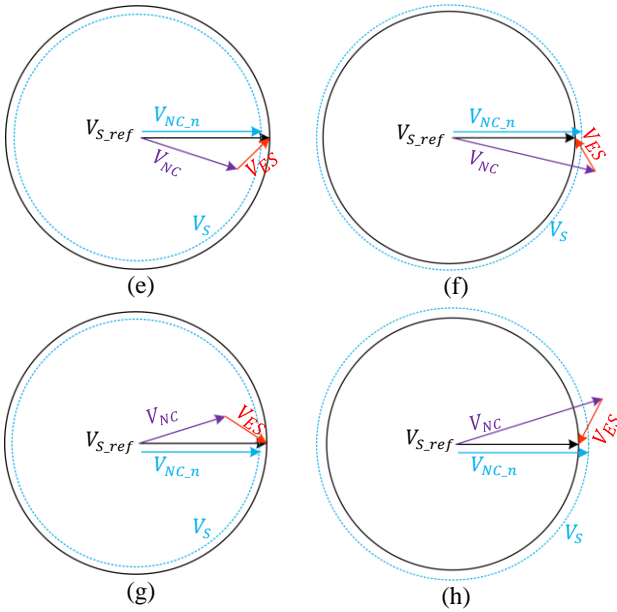 V_{NC_n}
V_{S_ref}
V_{NC}
V_{ES}
V_S
(e)
V_{NC_n}
V_{S_ref}
V_{NC}
V_{ES}
V_S
(f)
V_{NC}
V_{ES}
V_{S_ref}
V_{NC_n}
V_S
(g)
V_{NC}
V_{ES}
V_{S_ref}
V_{NC_n}
V_S
(h)